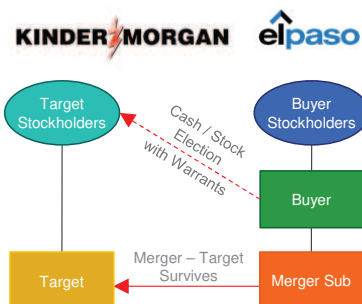 KINDER MORGAN
elpaso
Target
Stockholders
Buyer
Stockholders
Cash / Stock
Election
with Warrants
Buyer
Merger – Target
Survives
Target
Merger Sub